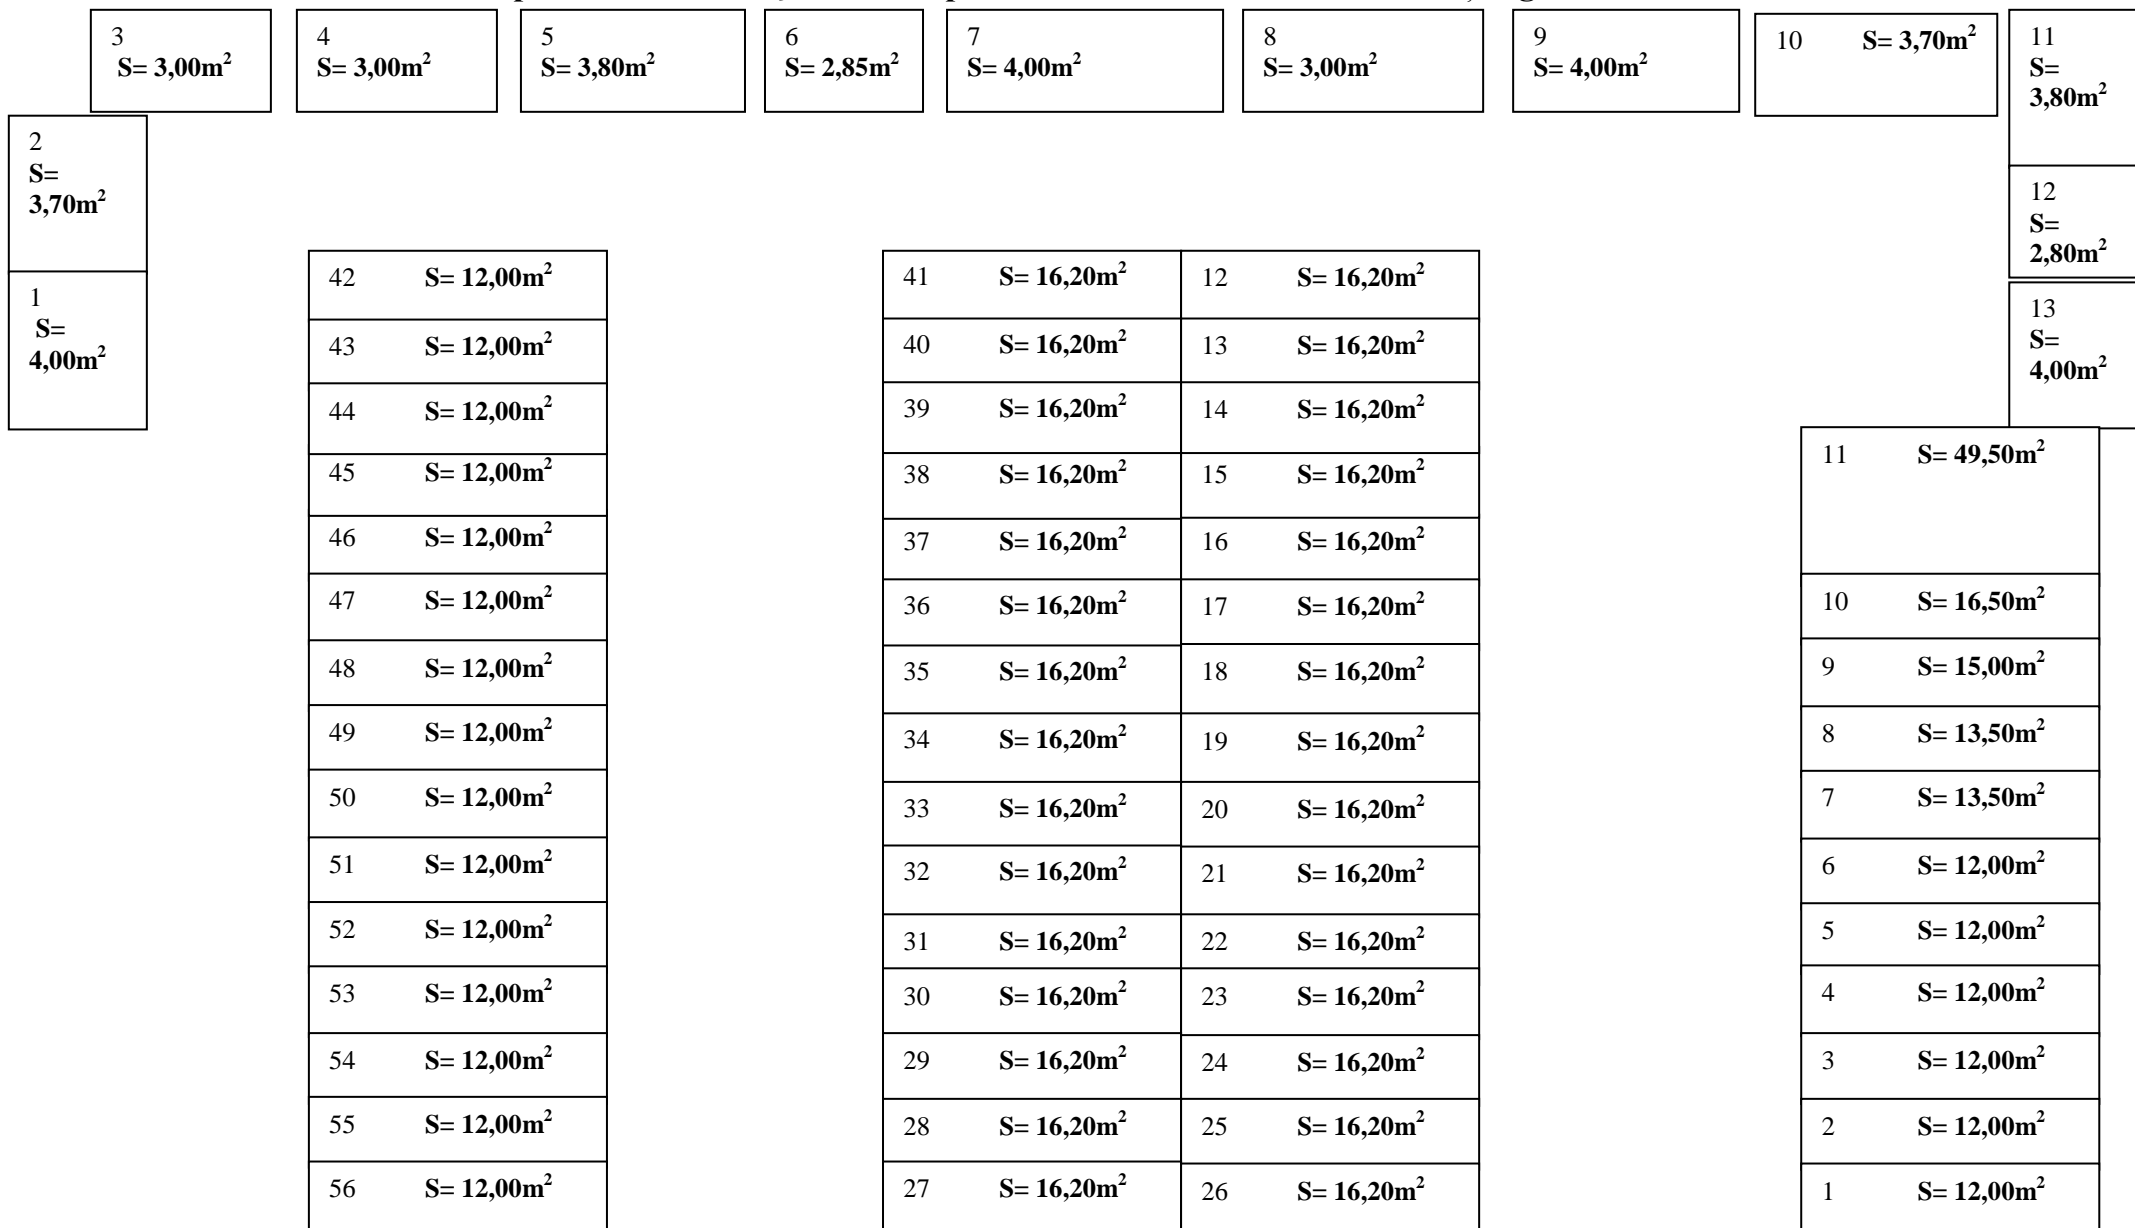 3
S= 3,00m²
4
S= 3,00m²
5
S= 3,80m²
6
S= 2,85m²
7
S= 4,00m²
8
S= 3,00m²
9
S= 4,00m²
10 S= 3,70m²
11
S=
3,80m²
2
S=
3,70m²
12
S=
2,80m²
1
S=
4,00m²
13
S=
4,00m²
42 S= 12,00m²
43 S= 12,00m²
44 S= 12,00m²
45 S= 12,00m²
46 S= 12,00m²
47 S= 12,00m²
48 S= 12,00m²
49 S= 12,00m²
50 S= 12,00m²
51 S= 12,00m²
52 S= 12,00m²
53 S= 12,00m²
54 S= 12,00m²
55 S= 12,00m²
56 S= 12,00m²
41 S= 16,20m² 12 S= 16,20m²
40 S= 16,20m² 13 S= 16,20m²
39 S= 16,20m² 14 S= 16,20m²
38 S= 16,20m² 15 S= 16,20m²
37 S= 16,20m² 16 S= 16,20m²
36 S= 16,20m² 17 S= 16,20m²
35 S= 16,20m² 18 S= 16,20m²
34 S= 16,20m² 19 S= 16,20m²
33 S= 16,20m² 20 S= 16,20m²
32 S= 16,20m² 21 S= 16,20m²
31 S= 16,20m² 22 S= 16,20m²
30 S= 16,20m² 23 S= 16,20m²
29 S= 16,20m² 24 S= 16,20m²
28 S= 16,20m² 25 S= 16,20m²
27 S= 16,20m² 26 S= 16,20m²
11 S= 49,50m²
10 S= 16,50m²
9 S= 15,00m²
8 S= 13,50m²
7 S= 13,50m²
6 S= 12,00m²
5 S= 12,00m²
4 S= 12,00m²
3 S= 12,00m²
2 S= 12,00m²
1 S= 12,00m²